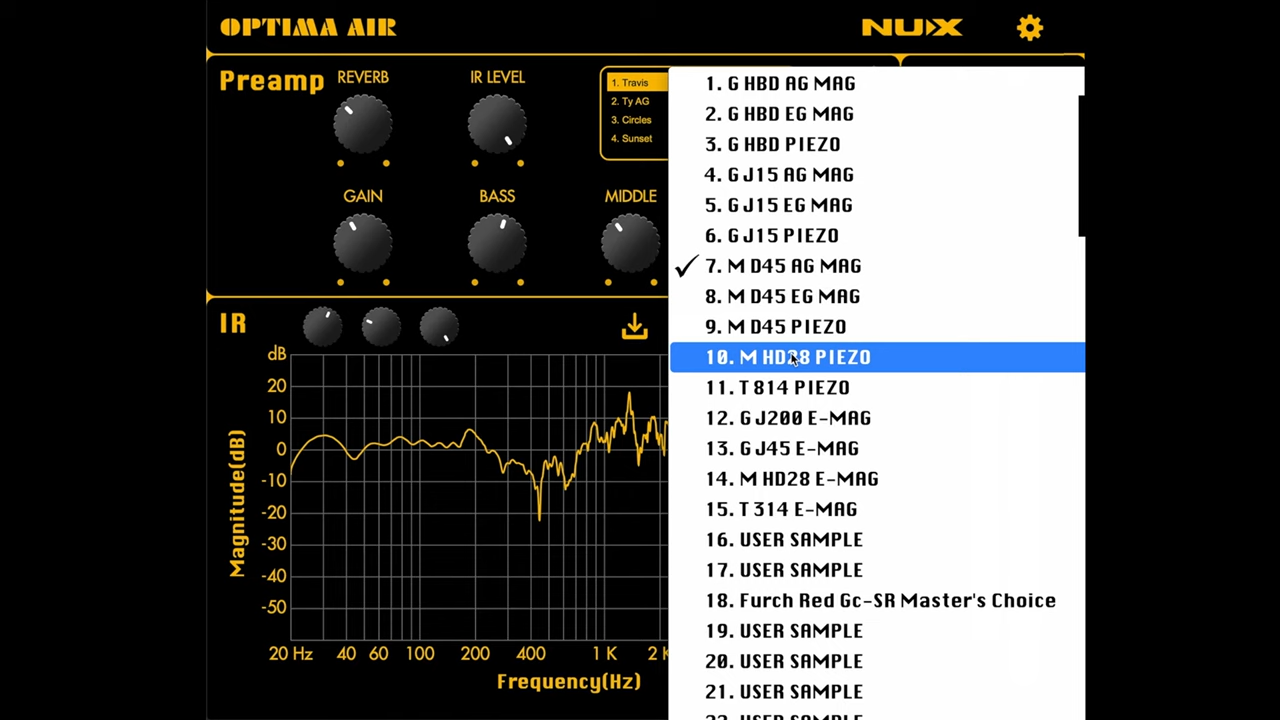 OPTIMA AIR
NUX
Preamp
REVERB
IR LEVEL
1. Travis
2. Ty AG
3. Circles
4. Sunset
GAIN
BASS
MIDDLE
IR
dB
20
10
0
-10
-20
-30
-40
-50
Magnitude(dB)
20 Hz 40 60 100 200 400 1 K 2 K
Frequency(Hz)
1. G HBD AG MAG
2. G HBD EG MAG
3. G HBD PIEZO
4. G J15 AG MAG
5. G J15 EG MAG
6. G J15 PIEZO
✓ 7. M D45 AG MAG
8. M D45 EG MAG
9. M D45 PIEZO
10. M HD28 PIEZO
11. T 814 PIEZO
12. G J200 E-MAG
13. G J45 E-MAG
14. M HD28 E-MAG
15. T 314 E-MAG
16. USER SAMPLE
17. USER SAMPLE
18. Furch Red Gc-SR Master's Choice
19. USER SAMPLE
20. USER SAMPLE
21. USER SAMPLE
22. USER SAMPLE